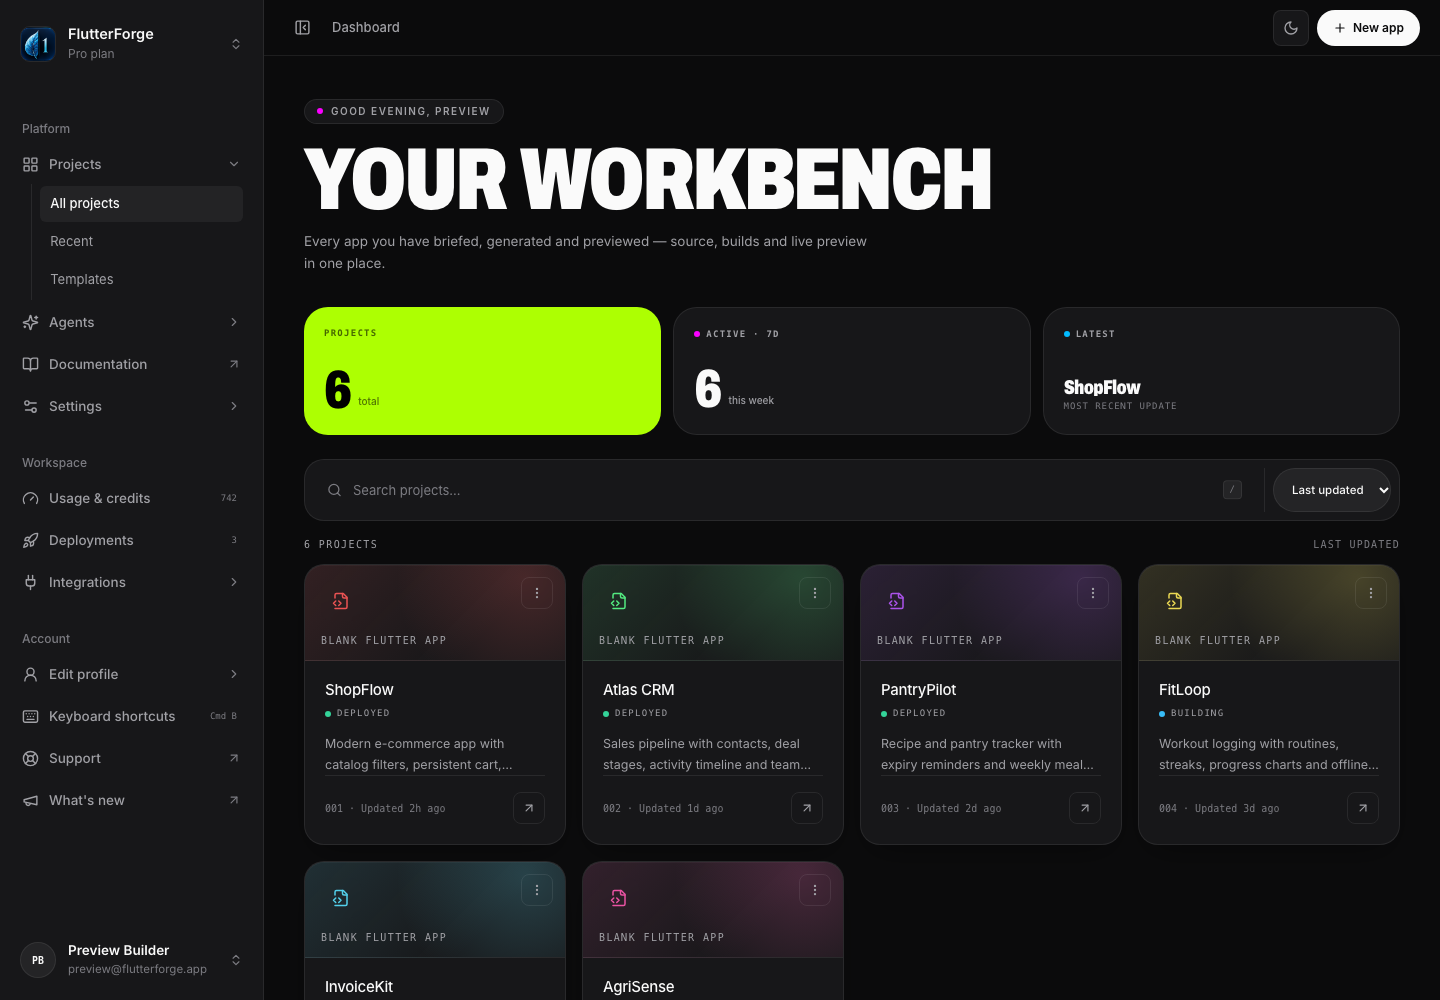 FlutterForge
Pro plan
Platform
Projects
All projects
Recent
Templates
Agents
Documentation
Settings
Workspace
Usage & credits 742
Deployments 3
Integrations
Account
Edit profile
Keyboard shortcuts Cmd B
Support
What's new
PB
Preview Builder
preview@flutterforge.app
Dashboard
New app
GOOD EVENING, PREVIEW
YOUR WORKBENCH
Every app you have briefed, generated and previewed — source, builds and live preview
in one place.
PROJECTS
6 total
ACTIVE · 7D
6 this week
LATEST
ShopFlow
MOST RECENT UPDATE
Search projects... /
Last updated
6 PROJECTS
LAST UPDATED
BLANK FLUTTER APP
ShopFlow
DEPLOYED
Modern e-commerce app with
catalog filters, persistent cart,...
001 · Updated 2h ago
BLANK FLUTTER APP
Atlas CRM
DEPLOYED
Sales pipeline with contacts, deal
stages, activity timeline and team...
002 · Updated 1d ago
BLANK FLUTTER APP
PantryPilot
DEPLOYED
Recipe and pantry tracker with
expiry reminders and weekly meal...
003 · Updated 2d ago
BLANK FLUTTER APP
FitLoop
BUILDING
Workout logging with routines,
streaks, progress charts and offline...
004 · Updated 3d ago
BLANK FLUTTER APP
InvoiceKit
BLANK FLUTTER APP
AgriSense